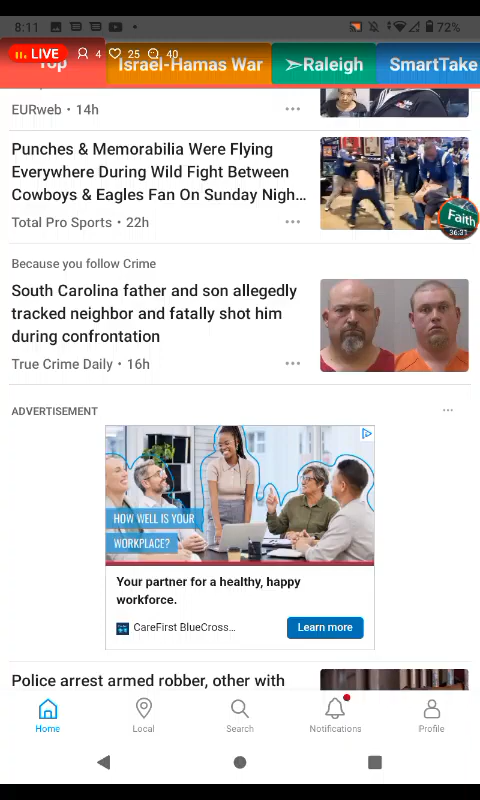 8:11
72%
LIVE 4 25 40
Top
Israel-Hamas War
Raleigh
SmartTake
EURweb • 14h
Punches & Memorabilia Were Flying
Everywhere During Wild Fight Between
Cowboys & Eagles Fan On Sunday Nigh...
Total Pro Sports • 22h
Faith
36:31
Because you follow Crime
South Carolina father and son allegedly
tracked neighbor and fatally shot him
during confrontation
True Crime Daily • 16h
ADVERTISEMENT
HOW WELL IS YOUR
WORKPLACE?
Your partner for a healthy, happy
workforce.
CareFirst BlueCross...
Learn more
Police arrest armed robber, other with
Home
Local
Search
Notifications
Profile